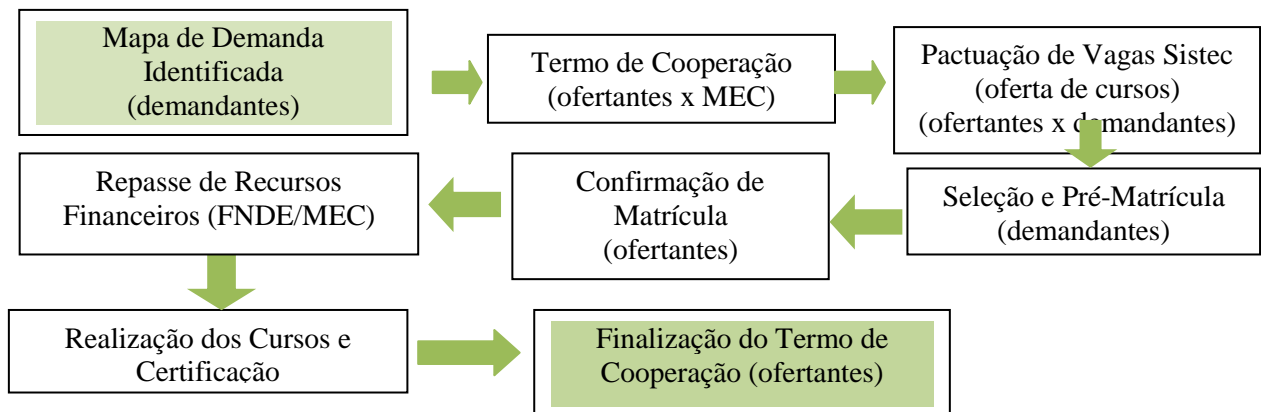 Mapa de Demanda
Identificada
(demandantes)
Termo de Cooperação
(ofertantes x MEC)
Pactuação de Vagas Sistec
(oferta de cursos)
(ofertantes x demandantes)
Seleção e Pré-Matrícula
(demandantes)
Confirmação de
Matrícula
(ofertantes)
Repasse de Recursos
Financeiros (FNDE/MEC)
Realização dos Cursos e
Certificação
Finalização do Termo de
Cooperação (ofertantes)